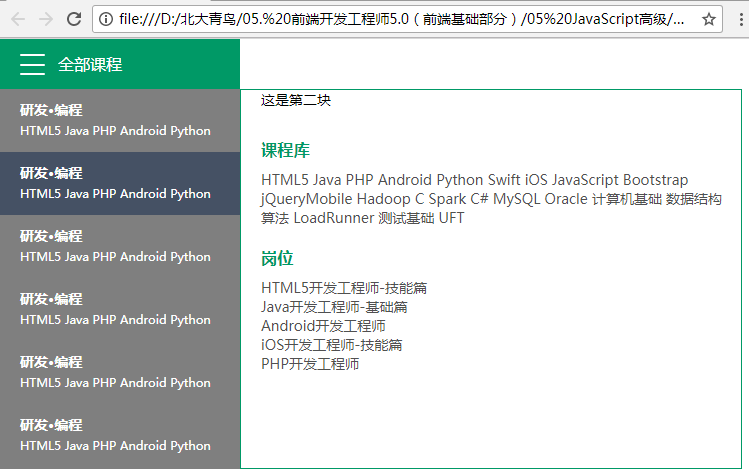 file:///D:/北大青鸟/05.%20前端开发工程师5.0（前端基础部分）/05%20JavaScript高级/...
全部课程
研发•编程
HTML5 Java PHP Android Python
研发•编程
HTML5 Java PHP Android Python
研发•编程
HTML5 Java PHP Android Python
研发•编程
HTML5 Java PHP Android Python
研发•编程
HTML5 Java PHP Android Python
研发•编程
HTML5 Java PHP Android Python
这是第二块
课程库
HTML5 Java PHP Android Python Swift iOS JavaScript Bootstrap
jQueryMobile Hadoop C Spark C# MySQL Oracle 计算机基础 数据结构
算法 LoadRunner 测试基础 UFT
岗位
HTML5开发工程师-技能篇
Java开发工程师-基础篇
Android开发工程师
iOS开发工程师-技能篇
PHP开发工程师